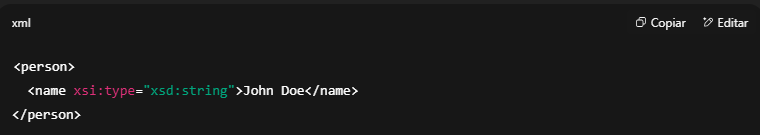 xml Copiar Editar
<person>
  <name xsi:type="xsd:string">John Doe</name>
</person>